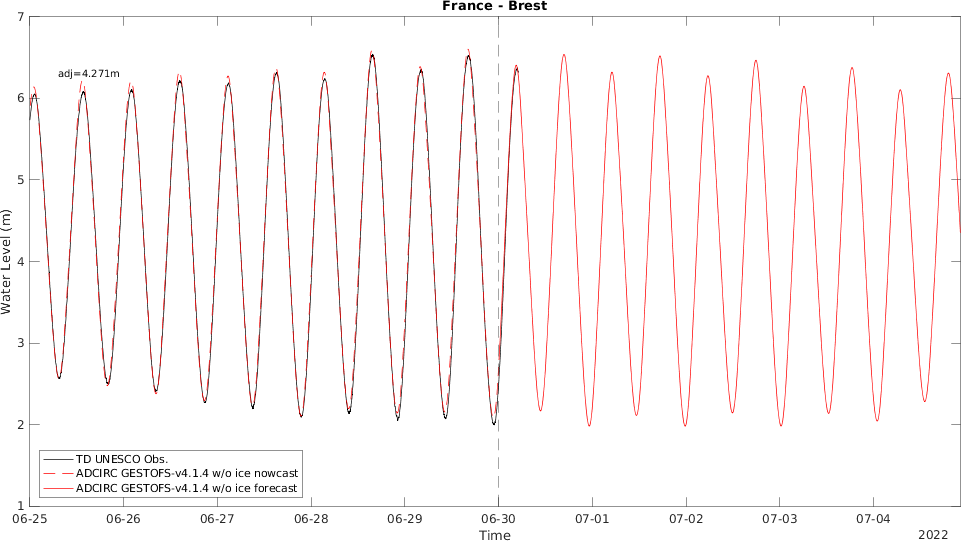 France - Brest
adj=4.271m
7
6
5
4
3
2
1
Water Level (m)
TD UNESCO Obs.
ADCIRC GESTOFS-v4.1.4 w/o ice nowcast
ADCIRC GESTOFS-v4.1.4 w/o ice forecast
06-25 06-26 06-27 06-28 06-29 06-30 07-01 07-02 07-03 07-04
Time
2022